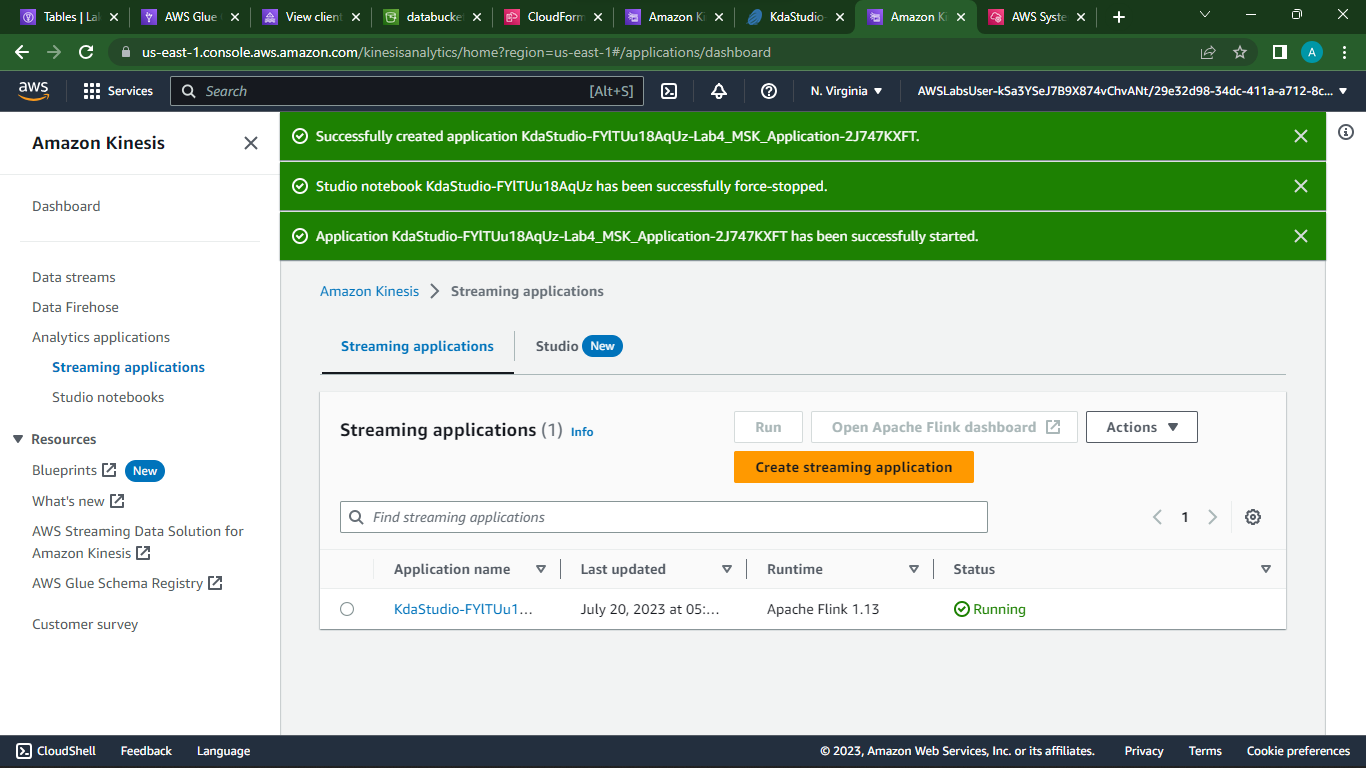 Tables | La
AWS Glue
View client
databucke
CloudForm
Amazon Ki
KdaStudio-
Amazon Ki
AWS Syste
us-east-1.console.aws.amazon.com/kinesisanalytics/home?region=us-east-1#/applications/dashboard
A
aws
Services
Search
[Alt+S]
N. Virginia
AWSLabsUser-kSa3YSeJ7B9X874vChvANt/29e32d98-34dc-411a-a712-8c...
Amazon Kinesis
Dashboard
Data streams
Data Firehose
Analytics applications
Streaming applications
Studio notebooks
Resources
Blueprints New
What's new
AWS Streaming Data Solution for
Amazon Kinesis
AWS Glue Schema Registry
Customer survey
Successfully created application KdaStudio-FYlTUu18AqUz-Lab4_MSK_Application-2J747KXFT.
Studio notebook KdaStudio-FYlTUu18AqUz has been successfully force-stopped.
Application KdaStudio-FYlTUu18AqUz-Lab4_MSK_Application-2J747KXFT has been successfully started.
Amazon Kinesis > Streaming applications
Streaming applications
Studio New
Streaming applications (1) Info
Run
Open Apache Flink dashboard
Actions
Create streaming application
Find streaming applications
1
Application name
Last updated
Runtime
Status
KdaStudio-FYlTUu1...
July 20, 2023 at 05:...
Apache Flink 1.13
Running
CloudShell
Feedback
Language
© 2023, Amazon Web Services, Inc. or its affiliates.
Privacy
Terms
Cookie preferences